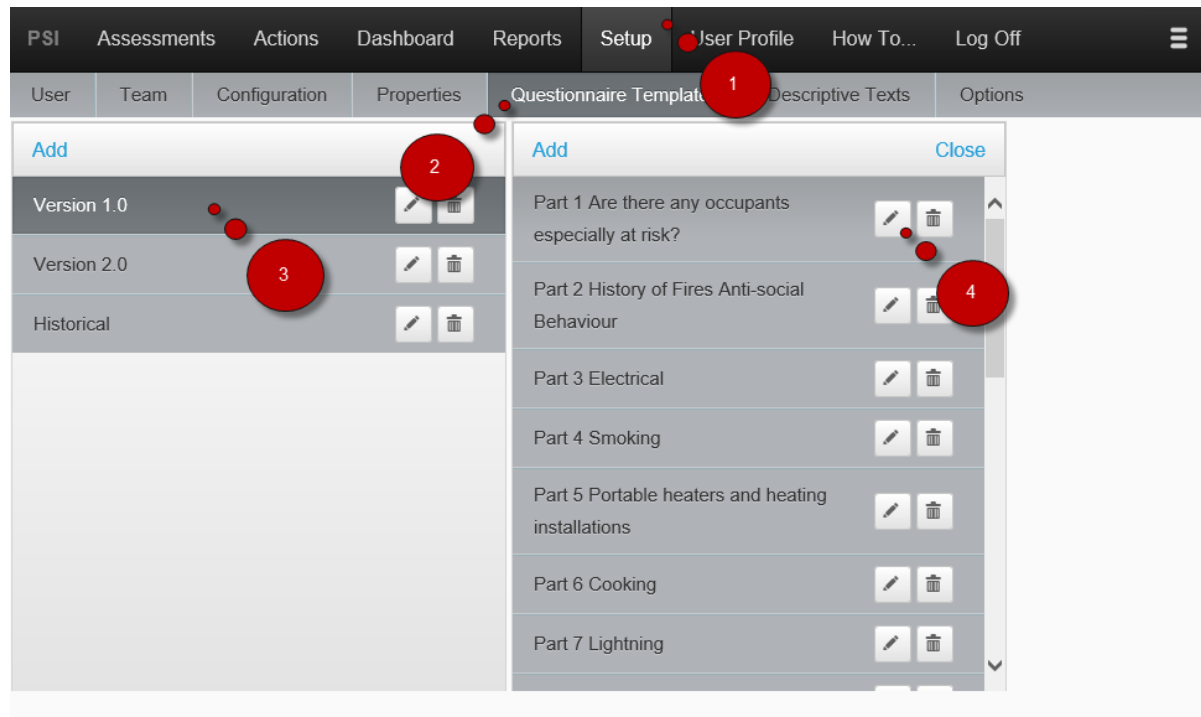 PSI Assessments Actions Dashboard Reports Setup User Profile How To... Log Off
User Team Configuration Properties Questionnaire Template Descriptive Texts Options
1
Add
2
Add Close
Version 1.0
3
Version 2.0
Historical
Part 1 Are there any occupants
especially at risk?
4
Part 2 History of Fires Anti-social
Behaviour
Part 3 Electrical
Part 4 Smoking
Part 5 Portable heaters and heating
installations
Part 6 Cooking
Part 7 Lightning